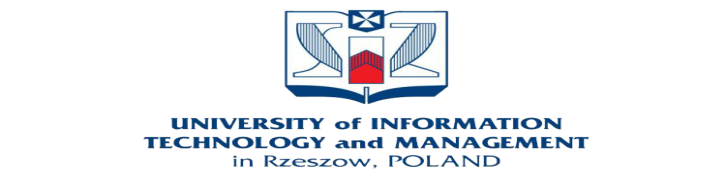 UNIVERSITY of INFORMATION
TECHNOLOGY and MANAGEMENT
in Rzeszow, POLAND